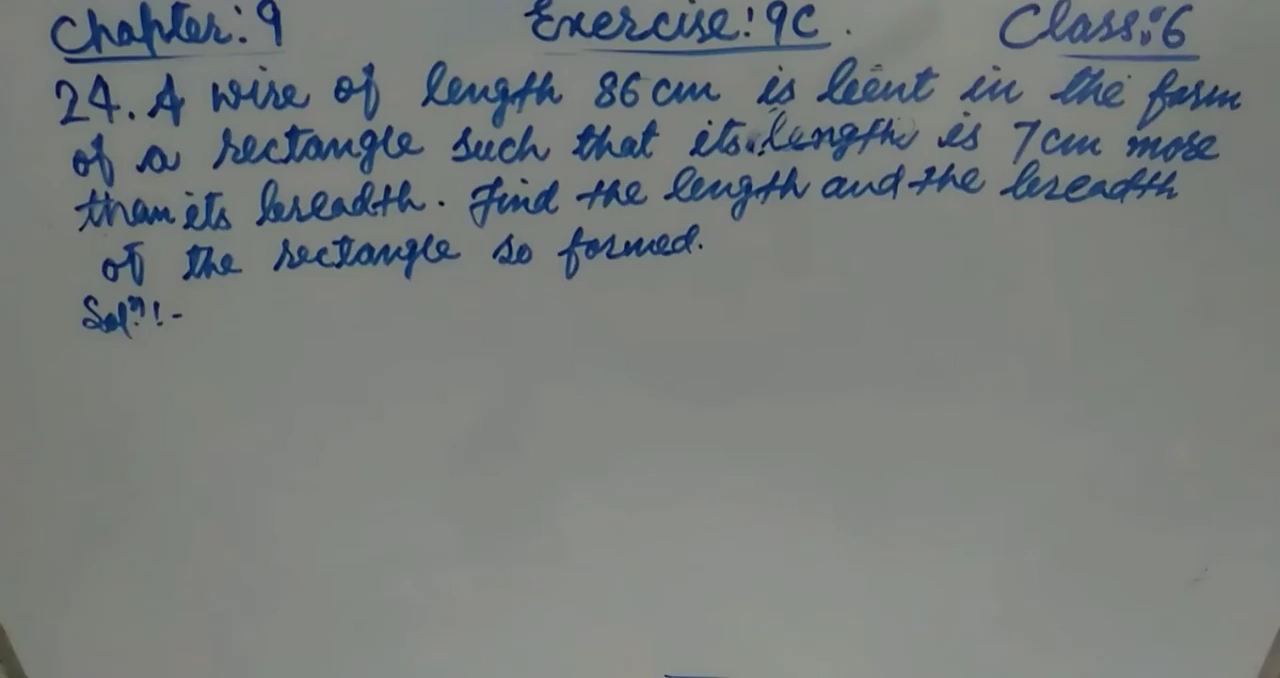 Chapter: 9 Exercise: 9C. Class: 6
24. A wire of length 86 cm is bent in the form
of a rectangle such that its length is 7cm more
than its breadth. Find the length and the breadth
of the rectangle so formed.
Solⁿ:-